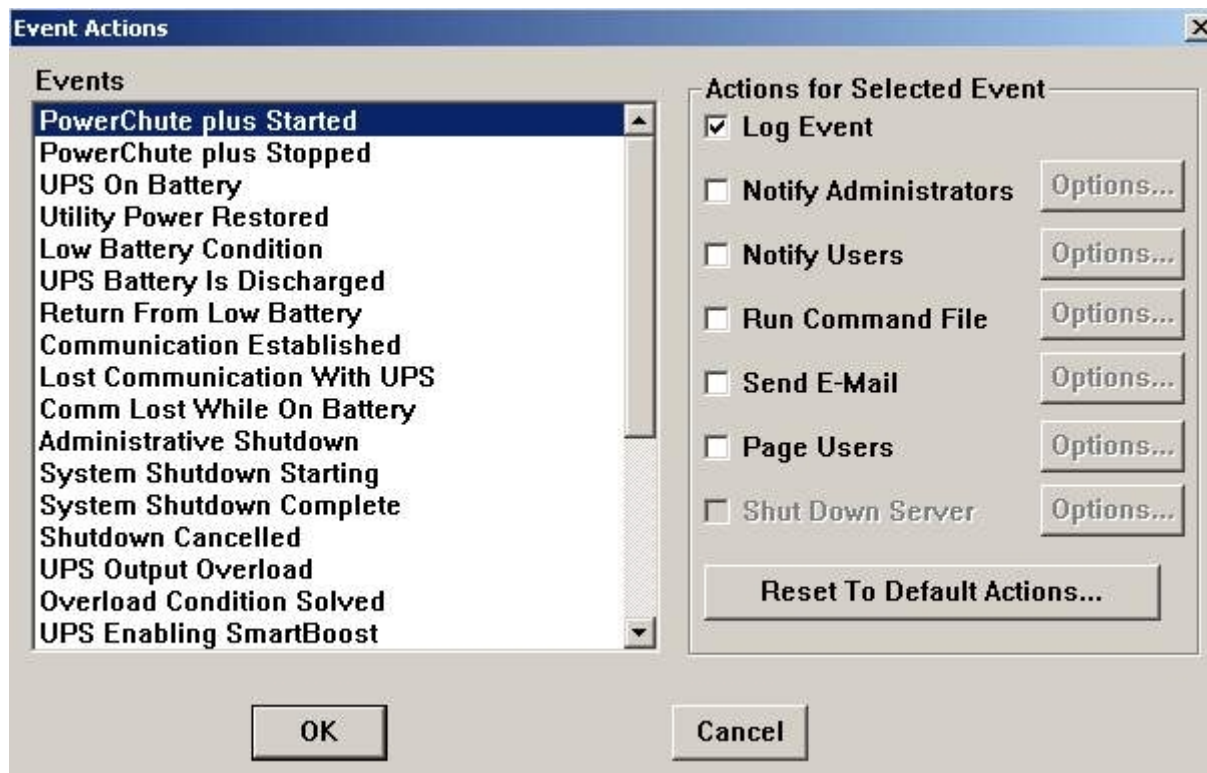 Event Actions
Events
PowerChute plus Started
PowerChute plus Stopped
UPS On Battery
Utility Power Restored
Low Battery Condition
UPS Battery Is Discharged
Return From Low Battery
Communication Established
Lost Communication With UPS
Comm Lost While On Battery
Administrative Shutdown
System Shutdown Starting
System Shutdown Complete
Shutdown Cancelled
UPS Output Overload
Overload Condition Solved
UPS Enabling SmartBoost
Actions for Selected Event
Log Event
Notify Administrators Options...
Notify Users Options...
Run Command File Options...
Send E-Mail Options...
Page Users Options...
Shut Down Server Options...
Reset To Default Actions...
OK
Cancel